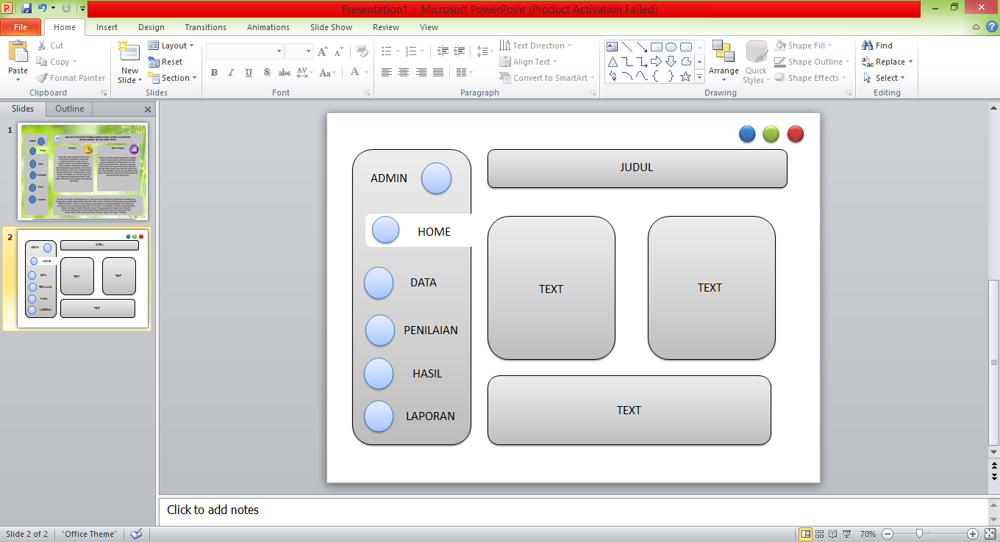 Presentation1 - Microsoft PowerPoint (Product Activation Failed)
File Home Insert Design Transitions Animations Slide Show Review View
Paste
Cut
Copy
Format Painter
Clipboard
New Slide
Layout
Reset
Section
Slides
B I U S abc AV Aa A
Font
Text Direction
Align Text
Convert to SmartArt
Paragraph
Arrange
Quick Styles
Shape Fill
Shape Outline
Shape Effects
Drawing
Find
Replace
Select
Editing
Slides Outline
1
2
ADMIN
HOME
DATA
PENILAIAN
HASIL
LAPORAN
JUDUL
TEXT
TEXT
TEXT
Click to add notes
Slide 2 of 2 "Office Theme" 70%